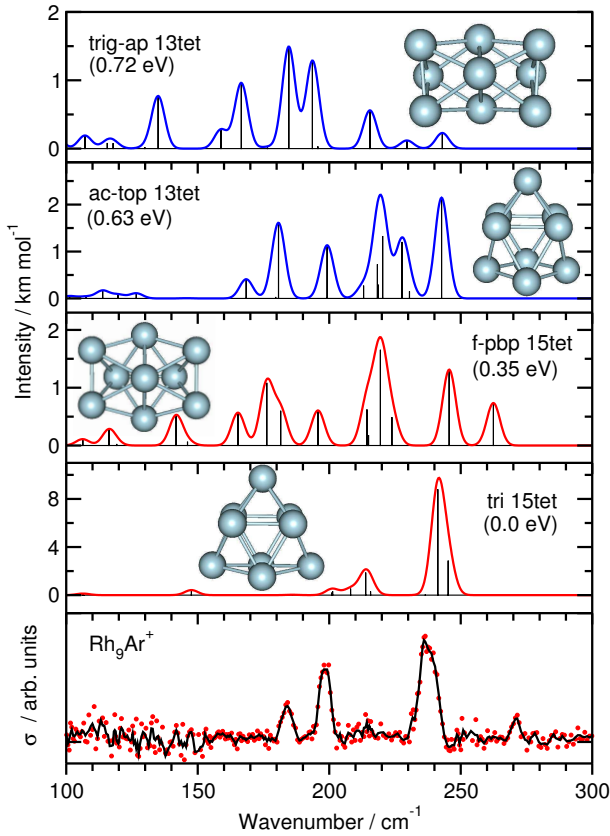 trig-ap 13tet
(0.72 eV)
2
1
0
ac-top 13tet
(0.63 eV)
2
1
0
Intensity / km mol⁻¹
f-pbp 15tet
(0.35 eV)
2
1
0
tri 15tet
(0.0 eV)
8
4
0
Rh₉Ar⁺
σ / arb. units
100 150 200 250 300
Wavenumber / cm⁻¹